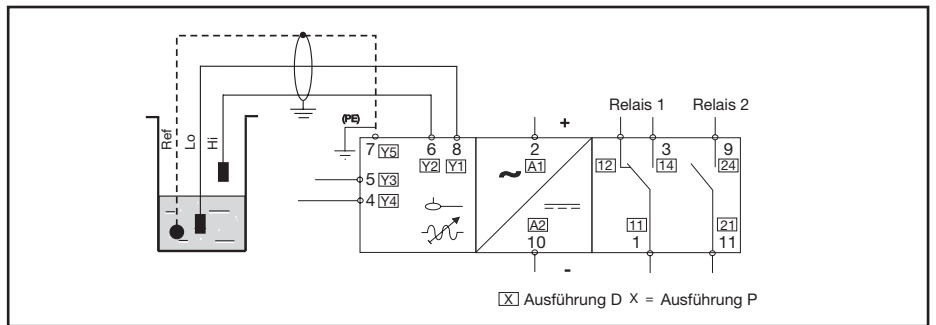 Relais 1 Relais 2
+
(PE)
Ref
Lo
Hi
7 Y5 6 8 2 3 9
Y2 Y1 A1 12 14 24
~
5 Y3
4 Y4
A2 11 21
10 1 11
-
X Ausführung D X = Ausführung P